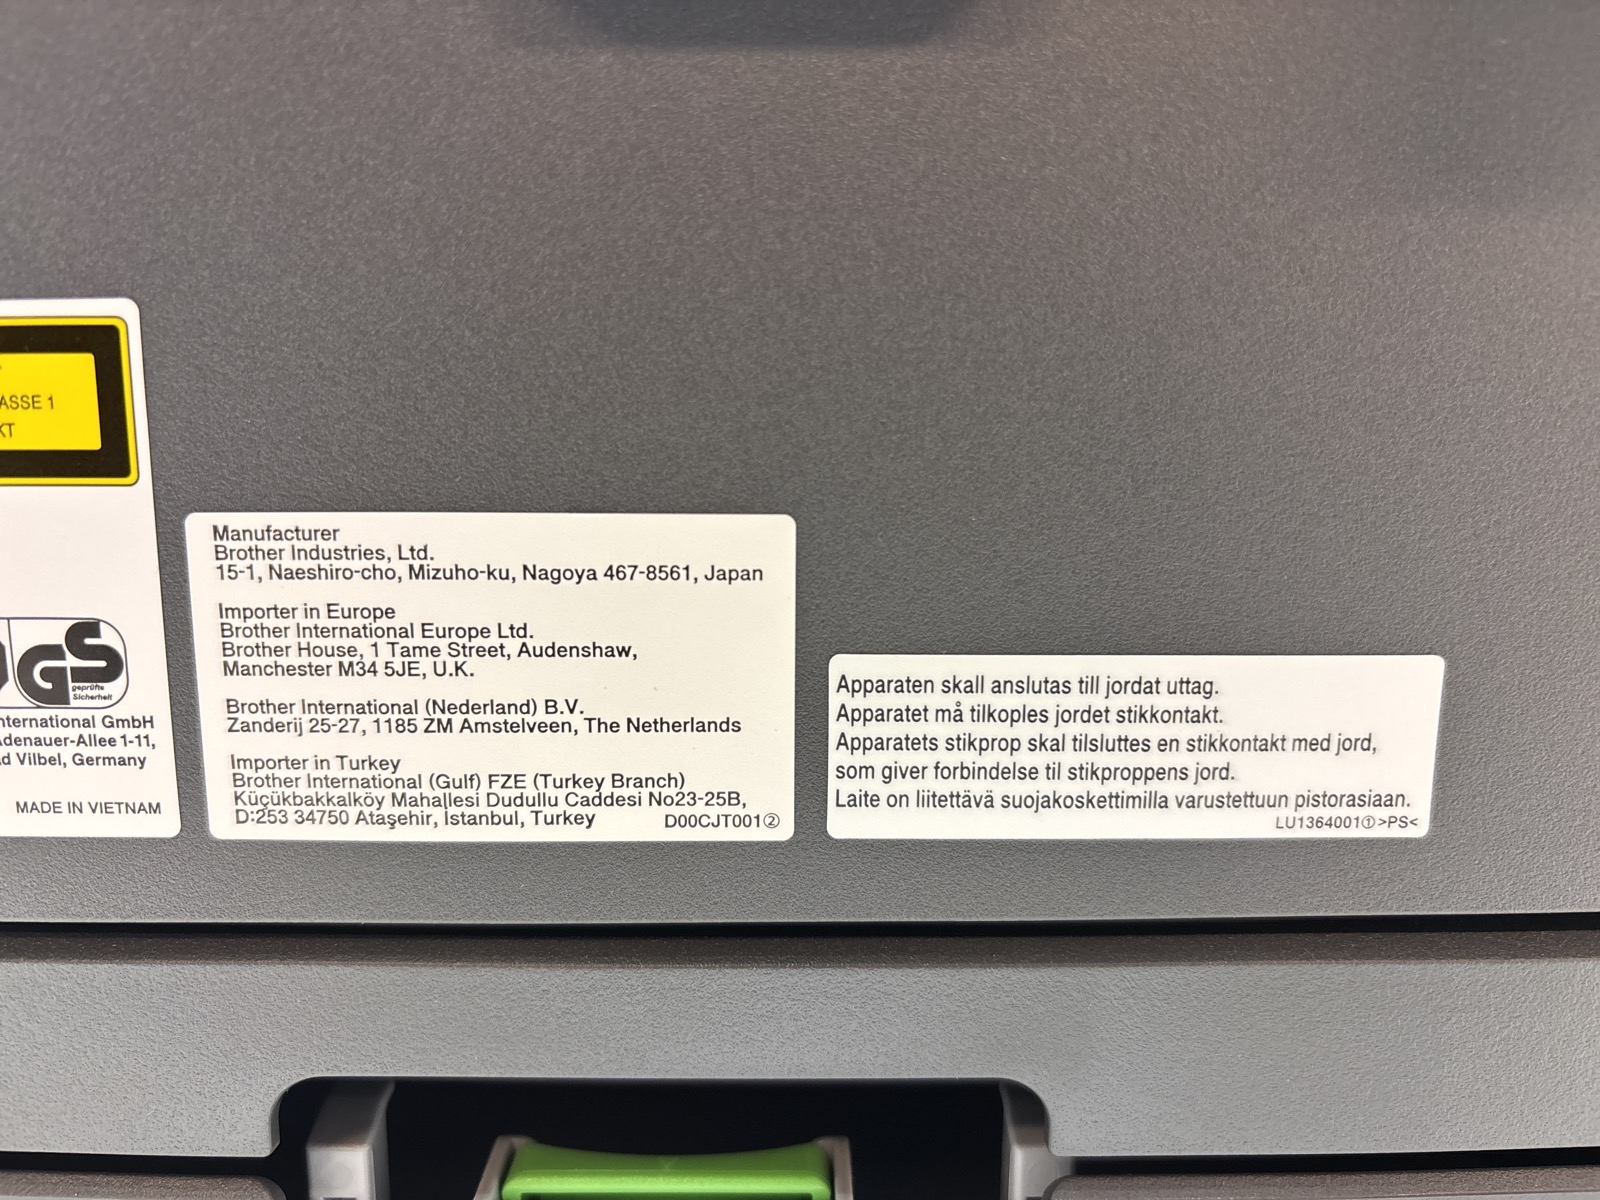 ASSE 1
KT
GS
geprüfte
Sicherheit
nternational GmbH
denauer-Allee 1-11,
d Vilbel, Germany
MADE IN VIETNAM
Manufacturer
Brother Industries, Ltd.
15-1, Naeshiro-cho, Mizuho-ku, Nagoya 467-8561, Japan
Importer in Europe
Brother International Europe Ltd.
Brother House, 1 Tame Street, Audenshaw,
Manchester M34 5JE, U.K.
Brother International (Nederland) B.V.
Zanderij 25-27, 1185 ZM Amstelveen, The Netherlands
Importer in Turkey
Brother International (Gulf) FZE (Turkey Branch)
Küçükbakkalköy Mahallesi Dudullu Caddesi No23-25B,
D:253 34750 Ataşehir, Istanbul, Turkey D00CJT001②
Apparaten skall anslutas till jordat uttag.
Apparatet må tilkoples jordet stikkontakt.
Apparatets stikprop skal tilsluttes en stikkontakt med jord,
som giver forbindelse til stikproppens jord.
Laite on liitettävä suojakoskettimilla varustettuun pistorasiaan.
LU1364001①>PS<